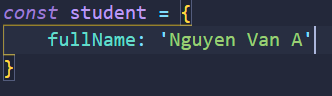 const student = {
    fullName: 'Nguyen Van A'
}